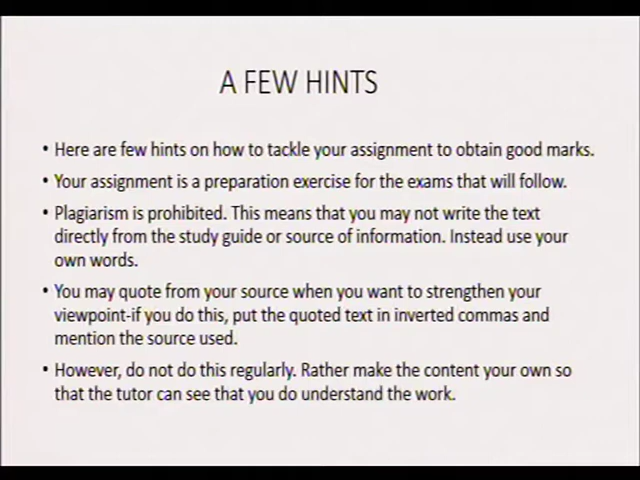 A FEW HINTS
• Here are few hints on how to tackle your assignment to obtain good marks.
• Your assignment is a preparation exercise for the exams that will follow.
• Plagiarism is prohibited. This means that you may not write the text
directly from the study guide or source of information. Instead use your
own words.
• You may quote from your source when you want to strengthen your
viewpoint-if you do this, put the quoted text in inverted commas and
mention the source used.
• However, do not do this regularly. Rather make the content your own so
that the tutor can see that you do understand the work.